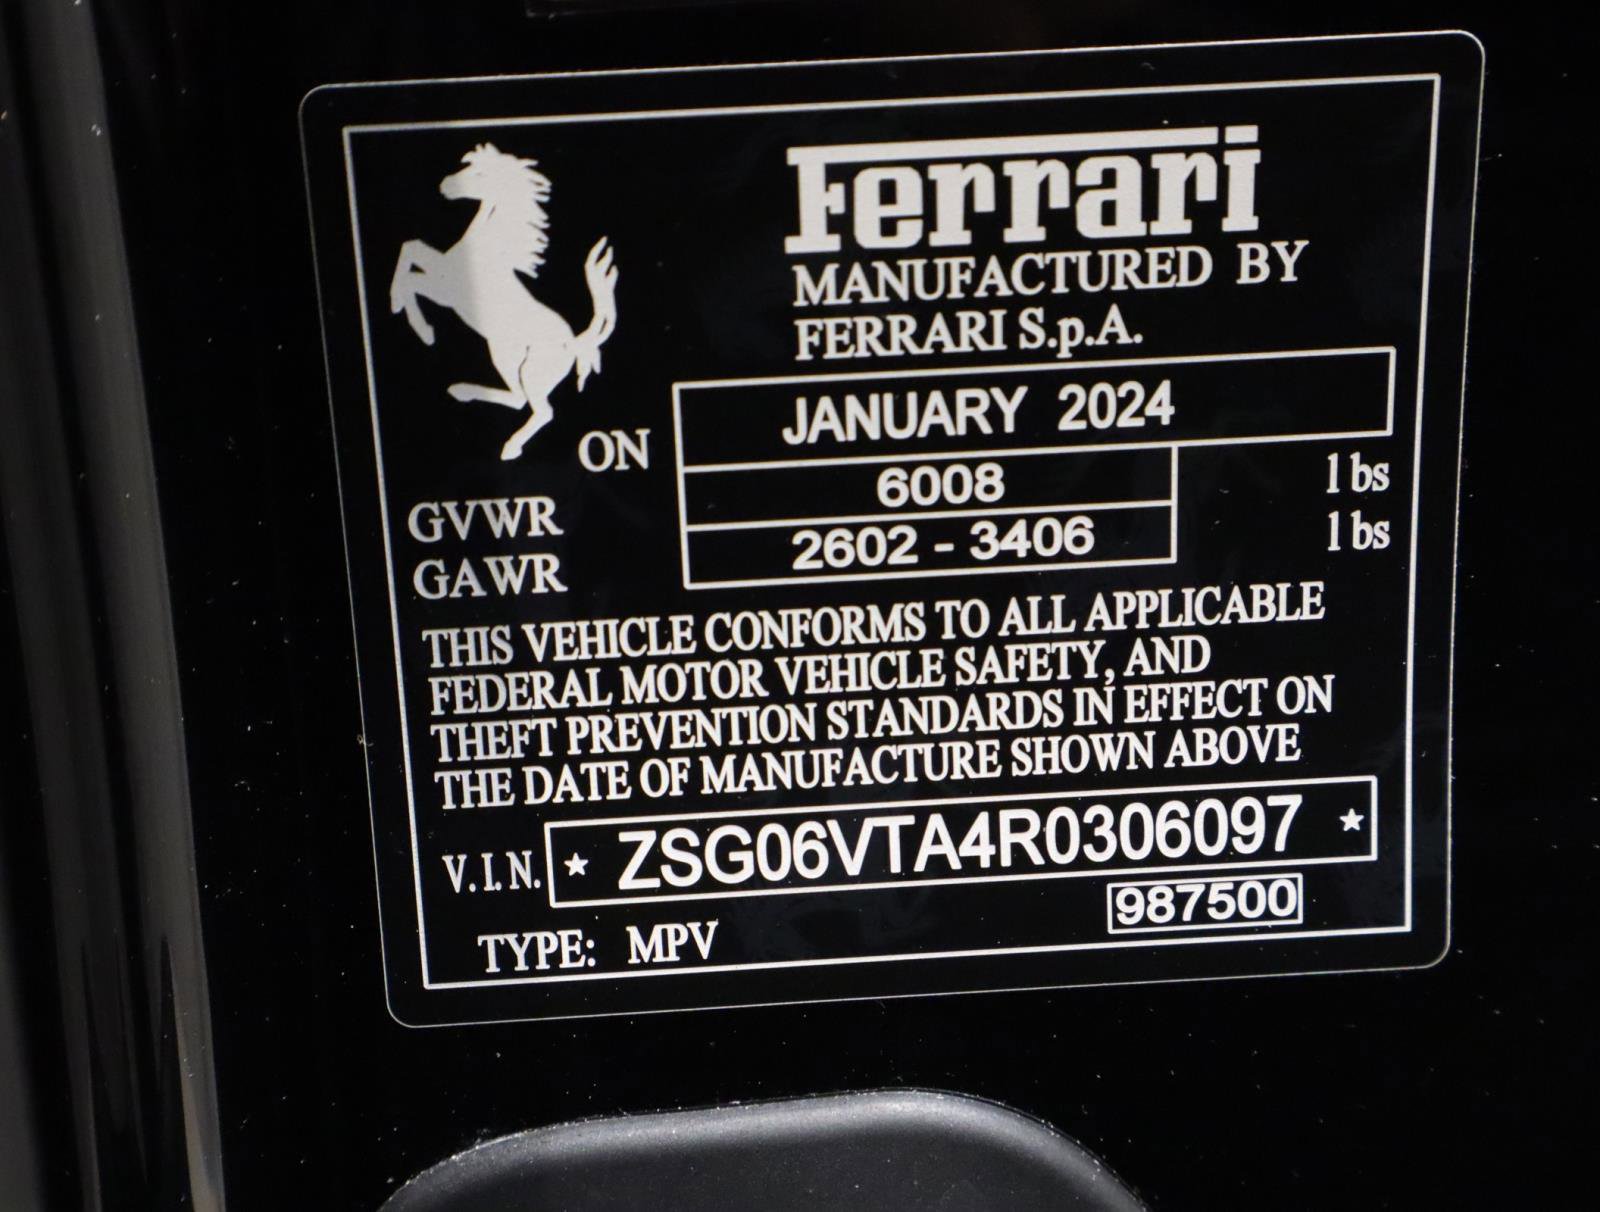 Ferrari
MANUFACTURED BY
FERRARI S.p.A.
ON JANUARY 2024
GVWR 6008 lbs
GAWR 2602 - 3406 lbs
THIS VEHICLE CONFORMS TO ALL APPLICABLE
FEDERAL MOTOR VEHICLE SAFETY, AND
THEFT PREVENTION STANDARDS IN EFFECT ON
THE DATE OF MANUFACTURE SHOWN ABOVE
V.I.N. * ZSG06VTA4R0306097 *
987500
TYPE: MPV